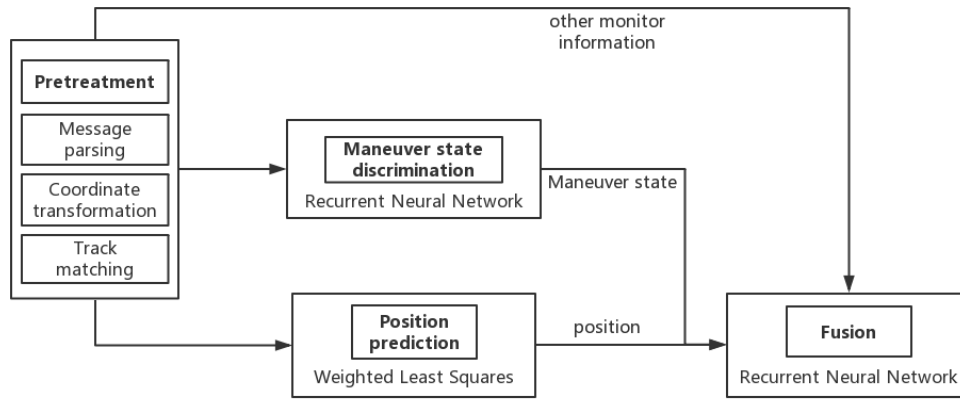 other monitor
information
Pretreatment
Message
parsing
Coordinate
transformation
Track
matching
Maneuver state
discrimination
Recurrent Neural Network
Maneuver state
Position
prediction
Weighted Least Squares
position
Fusion
Recurrent Neural Network